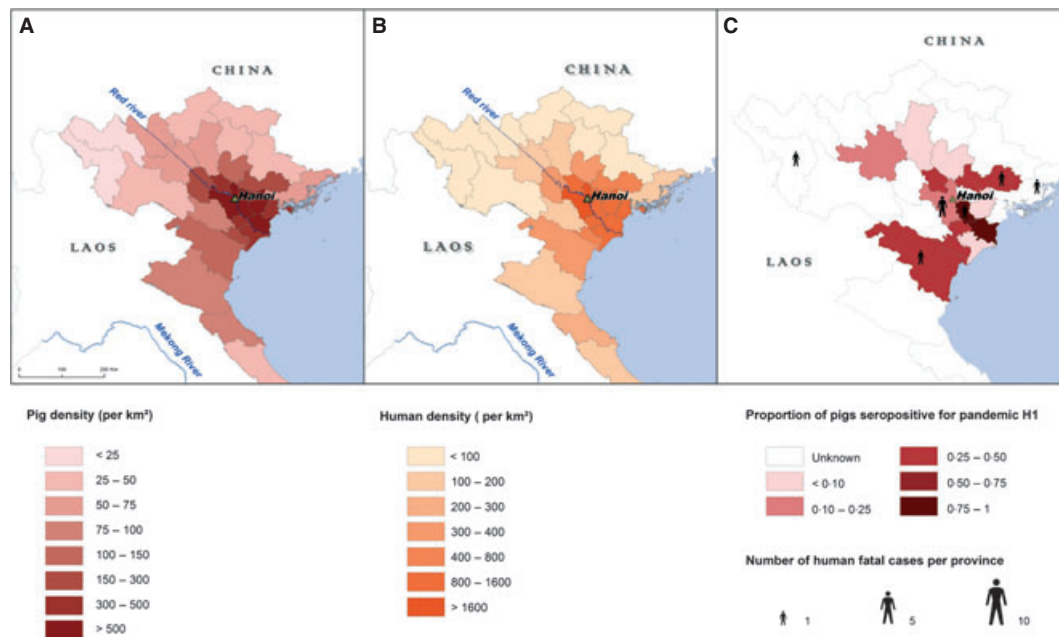 A
B
C
CHINA
CHINA
CHINA
Red river
Red river
Hanoi
Hanoi
Hanoi
LAOS
LAOS
LAOS
Mekong River
Mekong River
0 100 200 Km
Pig density (per km²)
< 25
25 – 50
50 – 75
75 – 100
100 – 150
150 – 300
300 – 500
> 500
Human density ( per km²)
< 100
100 – 200
200 – 300
300 – 400
400 – 800
800 – 1600
> 1600
Proportion of pigs seropositive for pandemic H1
Unknown
< 0·10
0·10 – 0·25
0·25 – 0·50
0·50 – 0·75
0·75 – 1
Number of human fatal cases per province
1
5
10